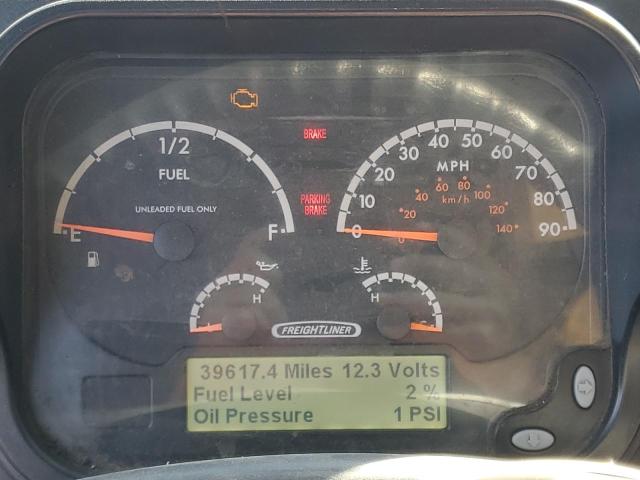 BRAKE
1/2
FUEL
UNLEADED FUEL ONLY
E
F
PARKING
BRAKE
0 10 20 30 40 50 60 70 80 90
MPH
0 20 40 60 80 100 120 140
km/h
H
H
FREIGHTLINER
39617.4 Miles 12.3 Volts
Fuel Level 2 %
Oil Pressure 1 PSI